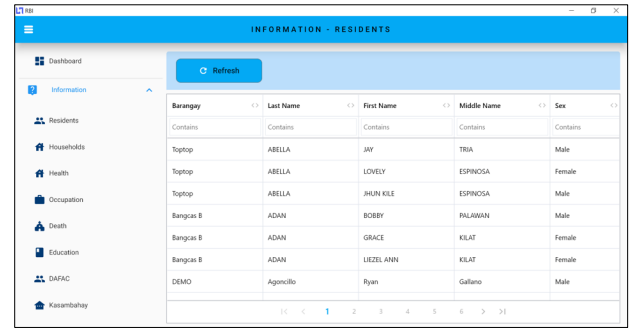 RBI
INFORMATION - RESIDENTS
Dashboard
Information
Residents
Households
Health
Occupation
Death
Education
DAFAC
Kasambahay
Refresh
Barangay Last Name First Name Middle Name Sex
Contains Contains Contains Contains Contains
Toptop ABELLA JAY TRIA Male
Toptop ABELLA LOVELY ESPINOSA Female
Toptop ABELLA JHUN KILE ESPINOSA Male
Bangcas B ADAN BOBBY PALAWAN Male
Bangcas B ADAN GRACE KILAT Female
Bangcas B ADAN LIEZEL ANN KILAT Female
DEMO Agoncillo Ryan Gallano Male
1 2 3 4 5 6